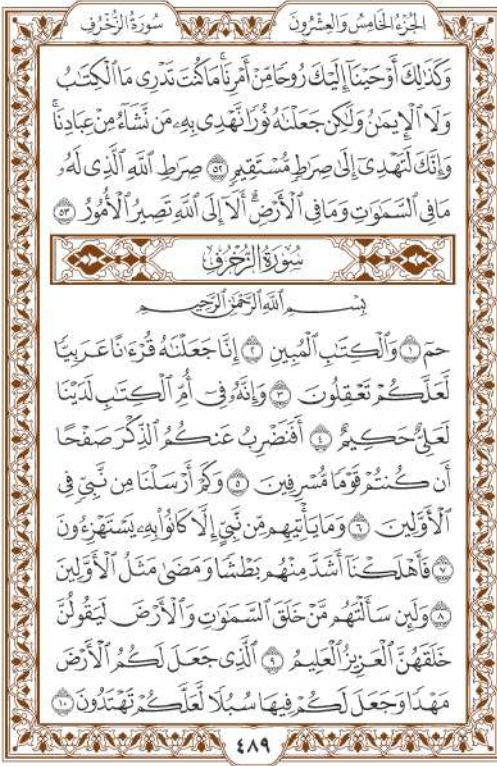 سُورَةُ الزُّخْرُفِ الجُزْءُ الخَامِسُ وَالعِشْرُونَ
وَكَذَٰلِكَ أَوْحَيْنَآ إِلَيْكَ رُوحًا مِّنْ أَمْرِنَاۚ مَا كُنتَ تَدْرِى مَا ٱلْكِتَٰبُ
وَلَا ٱلْإِيمَٰنُ وَلَٰكِن جَعَلْنَٰهُ نُورًا نَّهْدِى بِهِۦ مَن نَّشَآءُ مِنْ عِبَادِنَاۚ
وَإِنَّكَ لَتَهْدِىٓ إِلَىٰ صِرَٰطٍ مُّسْتَقِيمٍ ٥٢ صِرَٰطِ ٱللَّهِ ٱلَّذِى لَهُۥ
مَا فِى ٱلسَّمَٰوَٰتِ وَمَا فِى ٱلْأَرْضِۗ أَلَآ إِلَى ٱللَّهِ تَصِيرُ ٱلْأُمُورُ ٥٣
سُورَةُ الزُّخْرُفِ
بِسْمِ ٱللَّهِ ٱلرَّحْمَٰنِ ٱلرَّحِيمِ
حمٓ ١ وَٱلْكِتَٰبِ ٱلْمُبِينِ ٢ إِنَّا جَعَلْنَٰهُ قُرْءَٰنًا عَرَبِيًّا
لَّعَلَّكُمْ تَعْقِلُونَ ٣ وَإِنَّهُۥ فِىٓ أُمِّ ٱلْكِتَٰبِ لَدَيْنَا
لَعَلِىٌّ حَكِيمٌ ٤ أَفَنَضْرِبُ عَنكُمُ ٱلذِّكْرَ صَفْحًا
أَن كُنتُمْ قَوْمًا مُّسْرِفِينَ ٥ وَكَمْ أَرْسَلْنَا مِن نَّبِىٍّ فِى
ٱلْأَوَّلِينَ ٦ وَمَا يَأْتِيهِم مِّن نَّبِىٍّ إِلَّا كَانُوا۟ بِهِۦ يَسْتَهْزِءُونَ
٧ فَأَهْلَكْنَآ أَشَدَّ مِنْهُم بَطْشًا وَمَضَىٰ مَثَلُ ٱلْأَوَّلِينَ
٨ وَلَئِن سَأَلْتَهُم مَّنْ خَلَقَ ٱلسَّمَٰوَٰتِ وَٱلْأَرْضَ لَيَقُولُنَّ
خَلَقَهُنَّ ٱلْعَزِيزُ ٱلْعَلِيمُ ٩ ٱلَّذِى جَعَلَ لَكُمُ ٱلْأَرْضَ
مَهْدًا وَجَعَلَ لَكُمْ فِيهَا سُبُلًا لَّعَلَّكُمْ تَهْتَدُونَ ١٠
٤٨٩